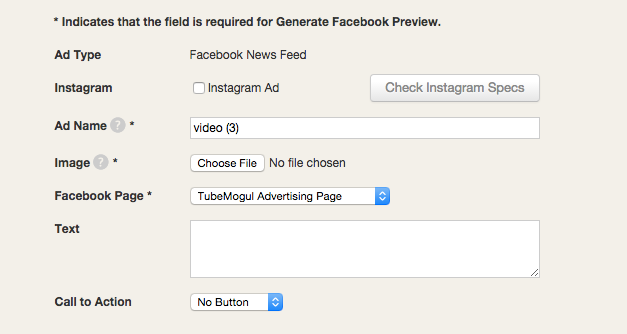 * Indicates that the field is required for Generate Facebook Preview.
Ad Type Facebook News Feed
Instagram Instagram Ad Check Instagram Specs
Ad Name ? * video (3)
Image ? * Choose File No file chosen
Facebook Page * TubeMogul Advertising Page
Text
Call to Action No Button